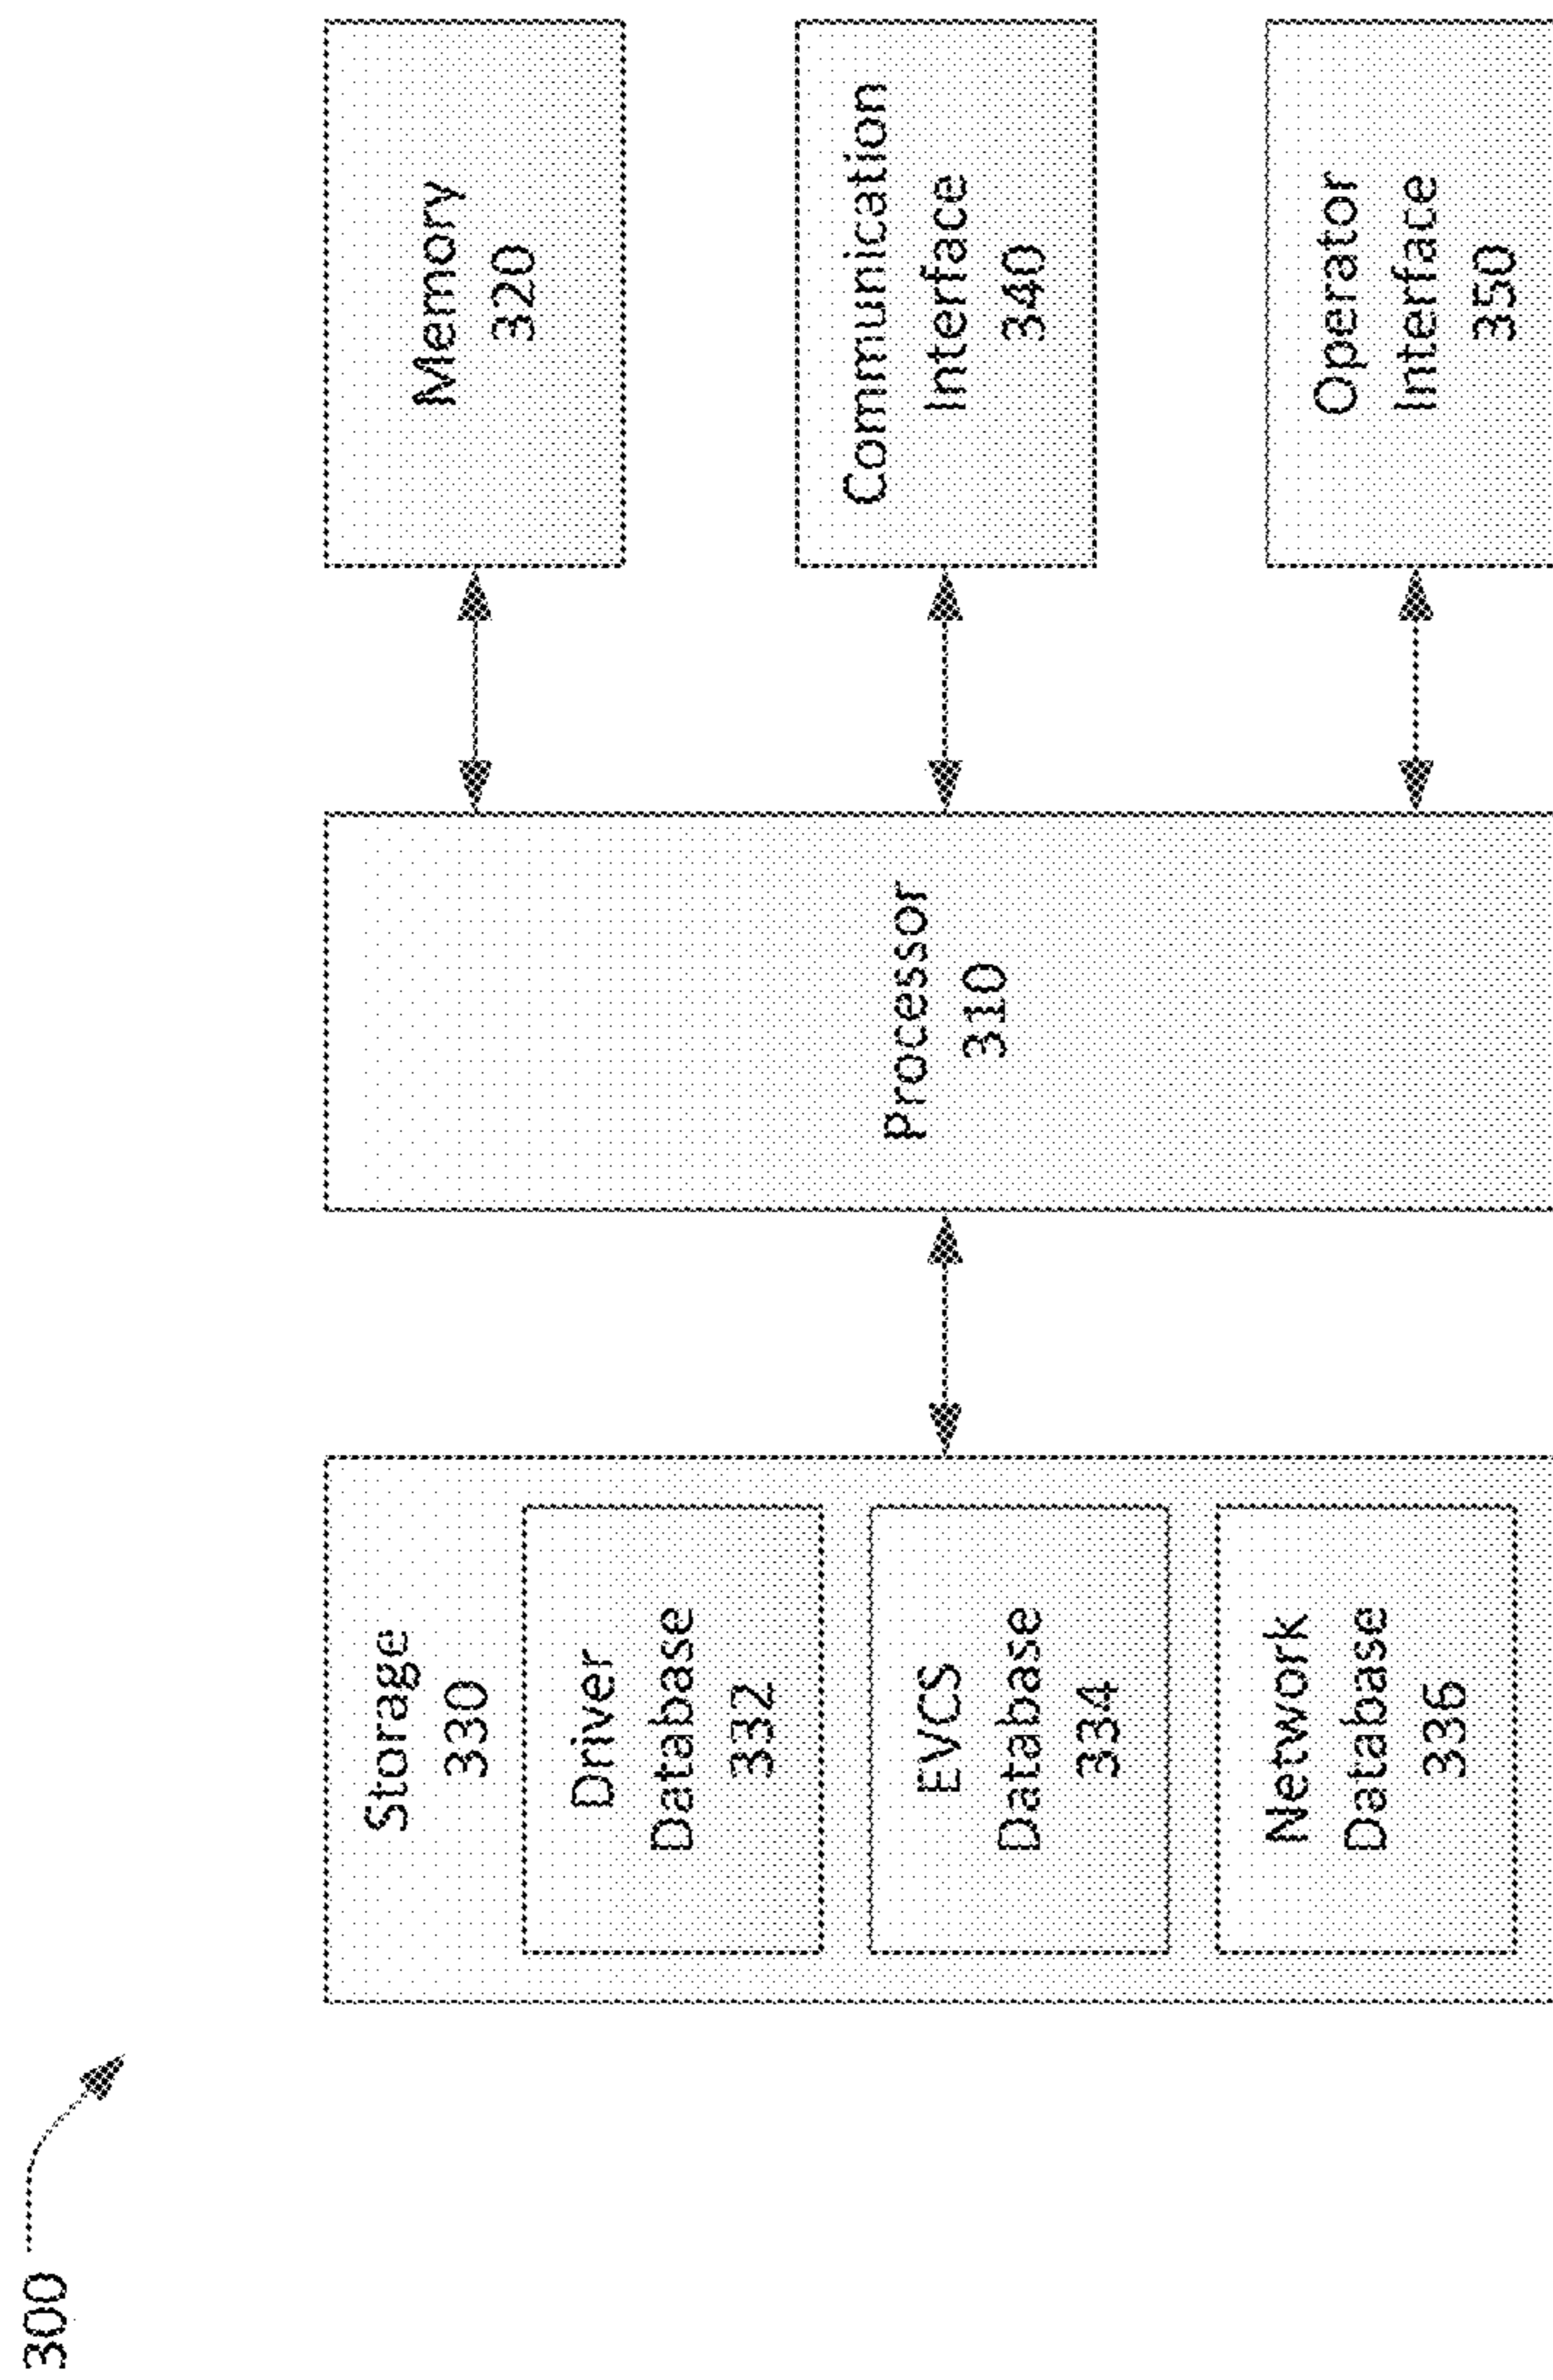 300
Storage
330
Driver
Database
332
EVCS
Database
334
Network
Database
336
Processor
310
Memory
320
Communication
Interface
340
Operator
Interface
350